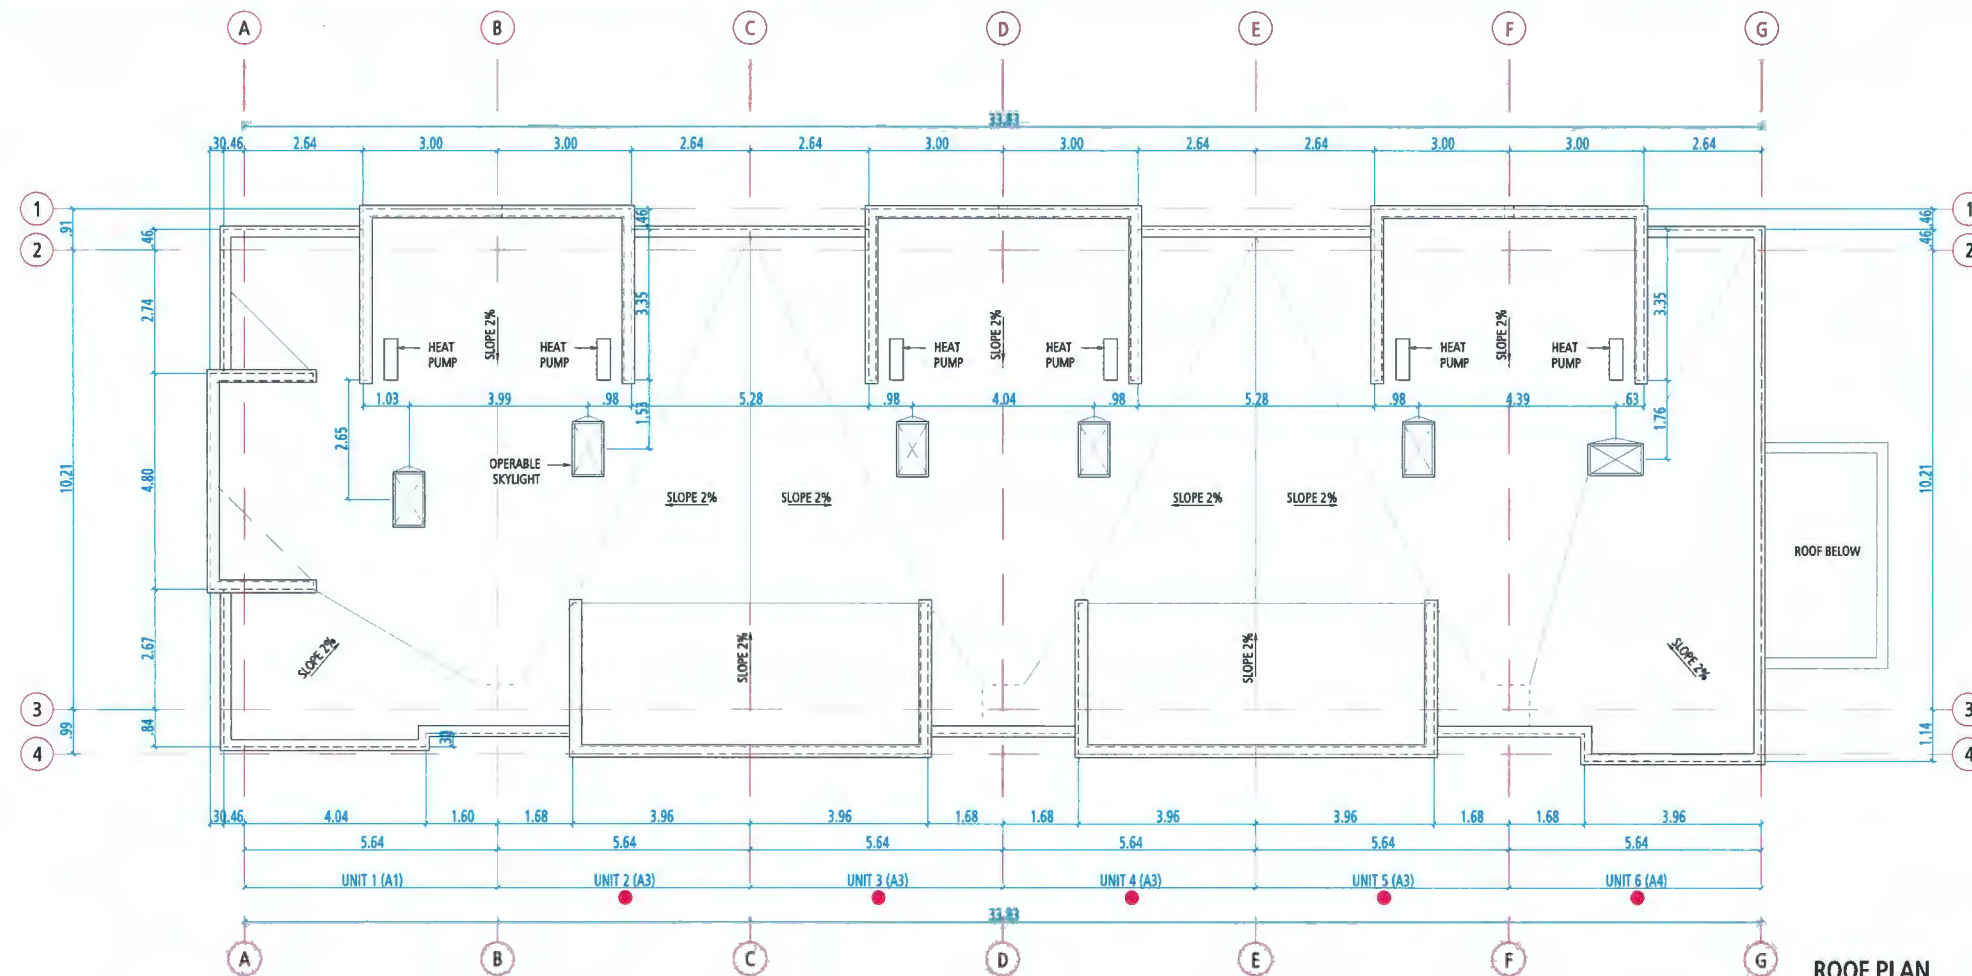 A B C D E F G
33.83
.30 .46 2.64 3.00 3.00 2.64 2.64 3.00 3.00 2.64 2.64 3.00 3.00 2.64
1 .91 .46 .46 .46 1
2 .46 2
2.74 3.35 3.35
SLOPE 2% SLOPE 2% SLOPE 2%
HEAT PUMP HEAT PUMP HEAT PUMP HEAT PUMP HEAT PUMP HEAT PUMP
1.03 3.99 .98 5.28 .98 4.04 .98 5.28 .98 4.39 .63
2.65 1.53 1.76
OPERABLE
SKYLIGHT
10.21 4.80 10.21
SLOPE 2% SLOPE 2% SLOPE 2% SLOPE 2%
ROOF BELOW
2.67
SLOPE 2% SLOPE 2% SLOPE 2% SLOPE 2%
3 .99 .84 .30 1.14 3
4 4
.30 .46 4.04 1.60 1.68 3.96 3.96 1.68 1.68 3.96 3.96 1.68 1.68 3.96
5.64 5.64 5.64 5.64 5.64 5.64
UNIT 1 (A1) UNIT 2 (A3) UNIT 3 (A3) UNIT 4 (A3) UNIT 5 (A3) UNIT 6 (A4)
33.83
A B C D E F G
ROOF PLAN